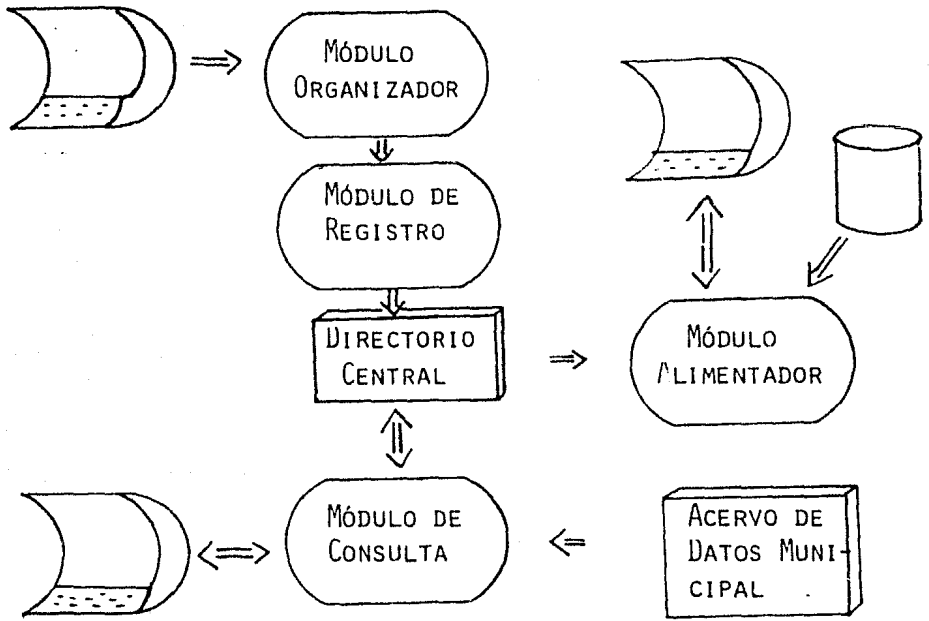 MÓDULO
ORGANIZADOR
MÓDULO DE
REGISTRO
DIRECTORIO
CENTRAL
MÓDULO
ALIMENTADOR
MÓDULO DE
CONSULTA
ACERVO DE
DATOS MUNI-
CIPAL